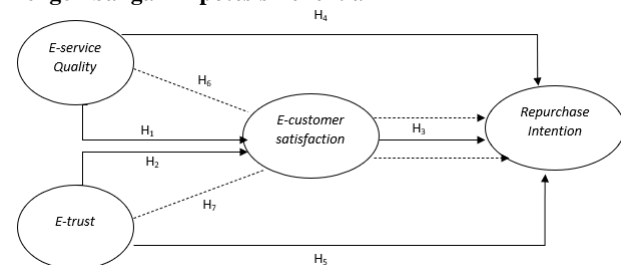 H4
E-service
Quality
H6
Repurchase
Intention
E-customer
satisfaction
H1
H3
H2
E-trust
H7
H5